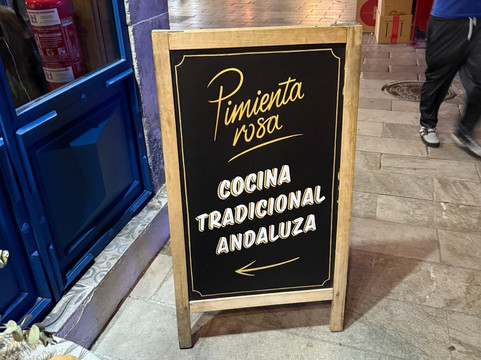 Pimienta
rosa
COCINA
TRADICIONAL
ANDALUZA